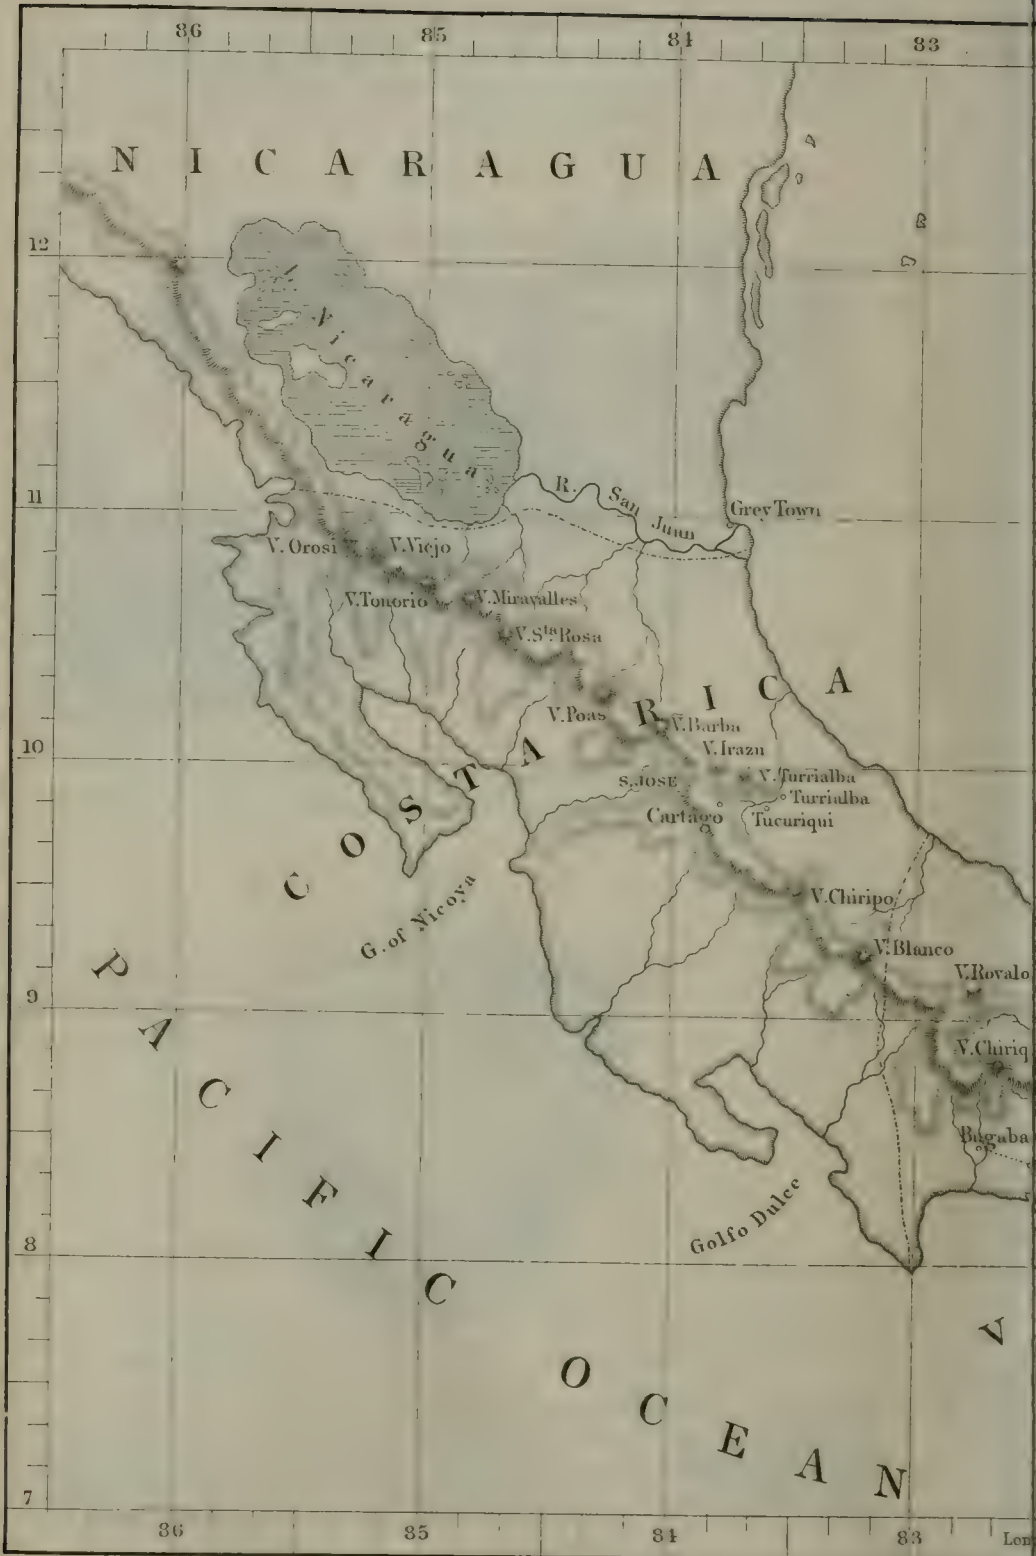 86 85 84 83
NICARAGUA
12
Nicaragua
11
R. San Juan
Grey Town
V. Orosi
V. Viejo
V. Tonorio
V. Miravalles
V. Sta Rosa
COSTA RICA
V. Poas
V. Barba
10
V. Irazu
S. JOSE
V. Turrialba
Turrialba
Cartago
Tucuriqui
G. of Nicoya
V. Chiripo
V. Blanco
V. Rovalo
9
V. Chiriq
Bugaba
Golfo Dulce
8
PACIFIC OCEAN
V
7
86 85 84 83
Lon